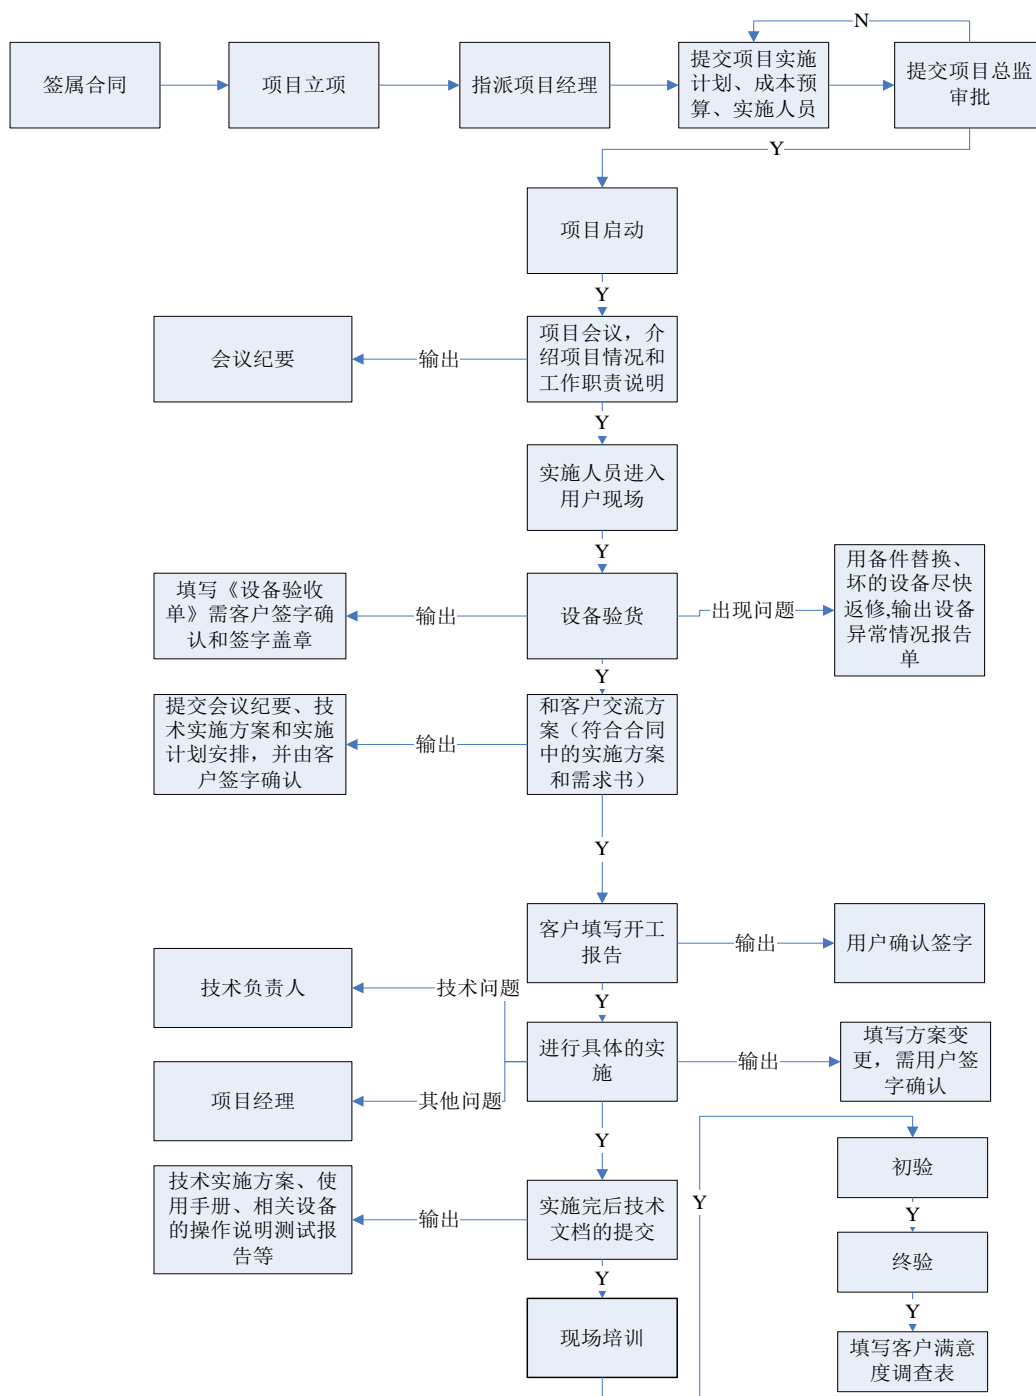 N
签属合同
项目立项
指派项目经理
提交项目实施
计划、成本预
算、实施人员
提交项目总监
审批
Y
项目启动
Y
会议纪要
输出
项目会议，介
绍项目情况和
工作职责说明
Y
实施人员进入
用户现场
Y
填写《设备验收
单》需客户签字确
认和签字盖章
输出
设备验货
出现问题
用备件替换、
坏的设备尽快
返修,输出设备
异常情况报告
单
Y
提交会议纪要、技
术实施方案和实施
计划安排，并由客
户签字确认
输出
和客户交流方
案（符合合同
中的实施方案
和需求书）
Y
客户填写开工
报告
输出
用户确认签字
技术负责人
技术问题
Y
进行具体的实
施
输出
填写方案变
更，需用户签
字确认
项目经理
其他问题
Y
技术实施方案、使
用手册、相关设备
的操作说明测试报
告等
输出
实施完后技术
文档的提交
Y
现场培训
Y
初验
Y
终验
Y
填写客户满意
度调查表